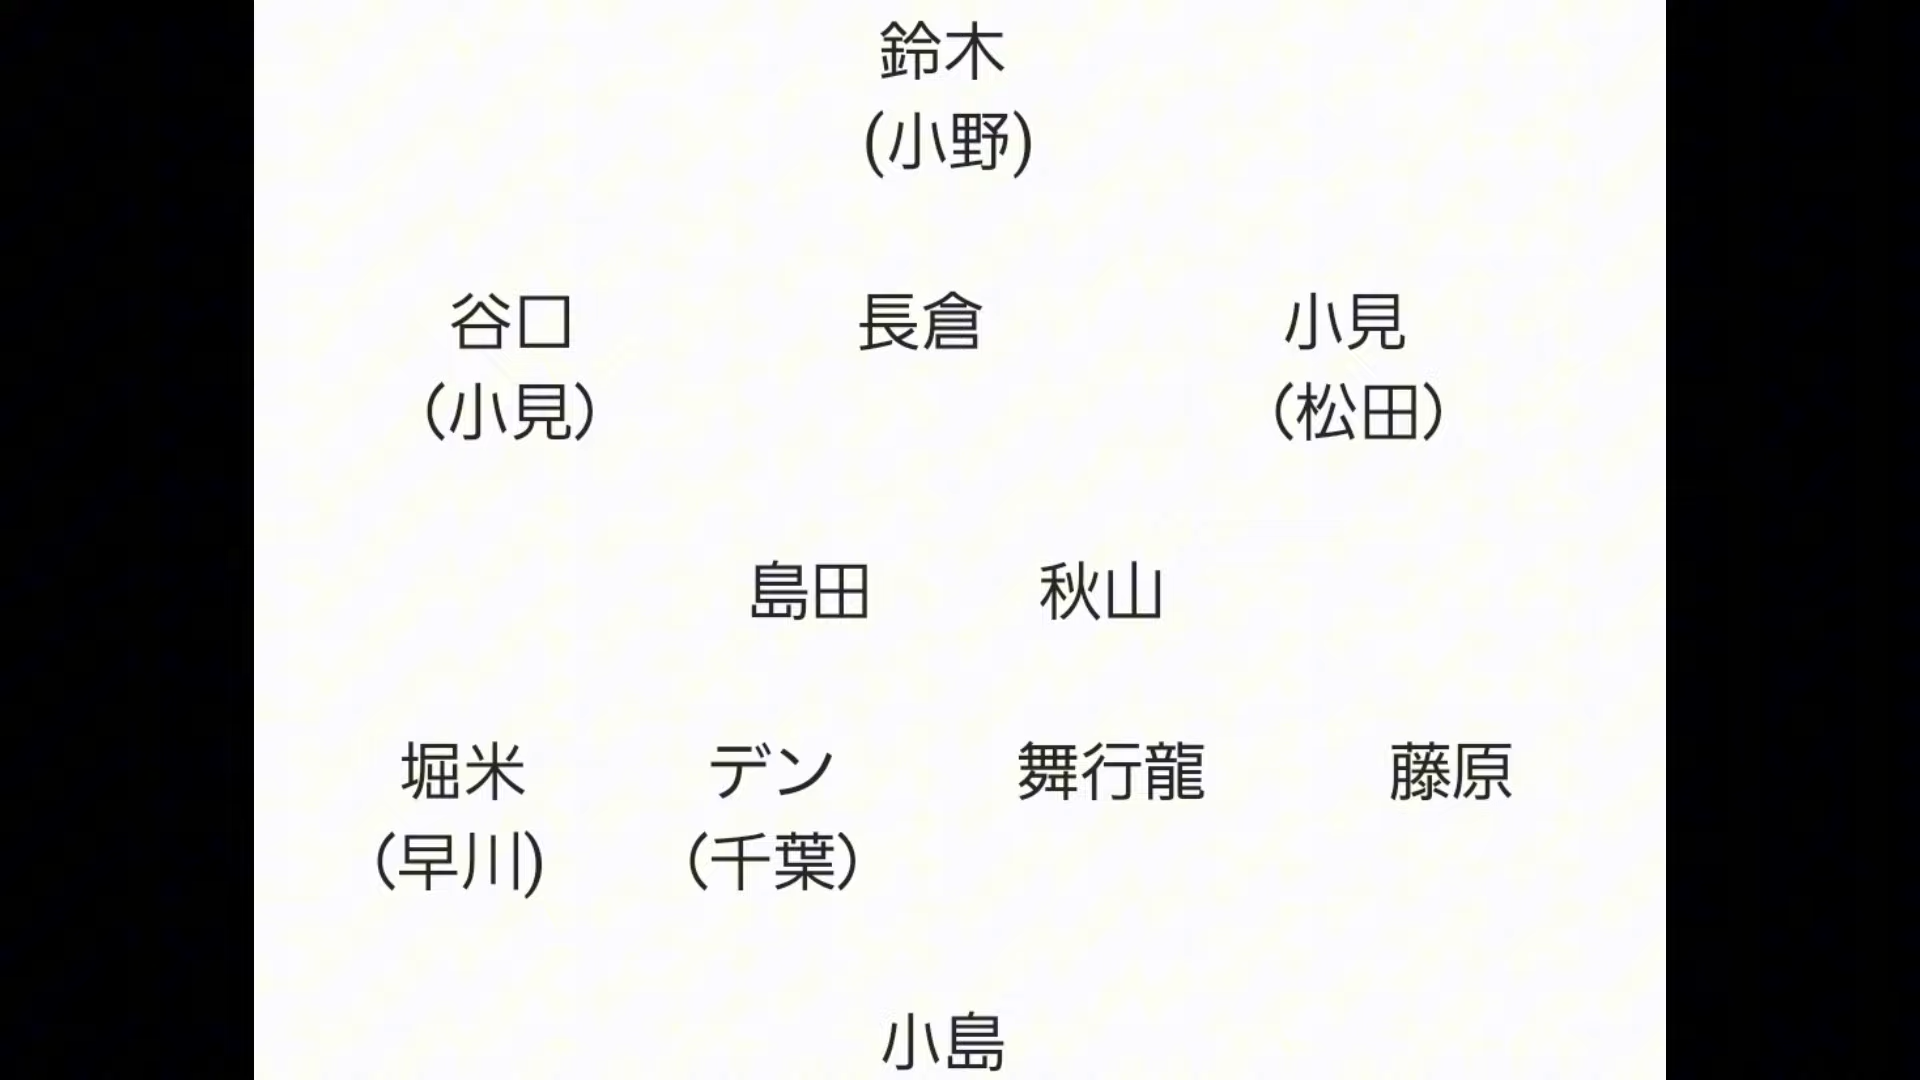 鈴木
(小野)
谷口 長倉 小見
(小見) (松田)
島田 秋山
堀米 デン 舞行龍 藤原
(早川) (千葉)
小島